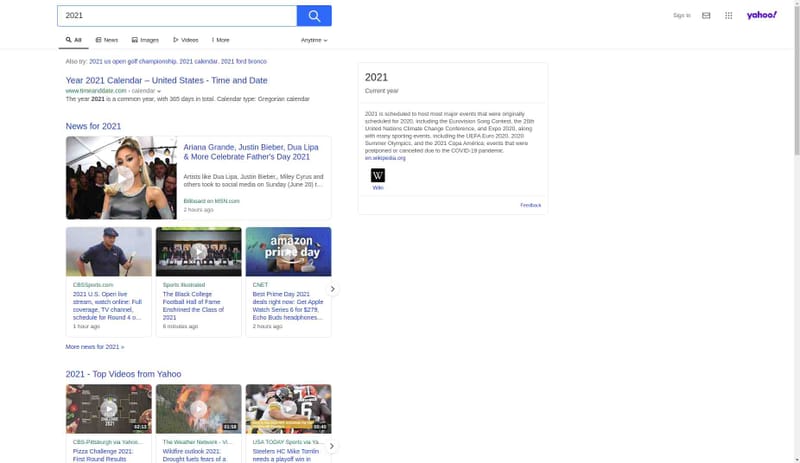 2021
Sign in
yahoo!
All
News
Images
Videos
More
Anytime
Also try: 2021 us open golf championship, 2021 calendar, 2021 ford bronco
Year 2021 Calendar – United States - Time and Date
www.timeanddate.com › calendar
The year 2021 is a common year, with 365 days in total. Calendar type: Gregorian calendar
News for 2021
Ariana Grande, Justin Bieber, Dua Lipa
& More Celebrate Father's Day 2021
Artists like Dua Lipa, Justin Bieber,, Miley Cyrus and
others took to social media on Sunday (June 20) t...
Billboard on MSN.com
2 hours ago
amazon
prime day
CBSSports.com
2021 U.S. Open live
stream, watch online: Full
coverage, TV channel,
schedule for Round 4 o...
1 hour ago
Sports Illustrated
The Black College
Football Hall of Fame
Enshrined the Class of
2021
6 minutes ago
CNET
Best Prime Day 2021
deals right now: Get Apple
Watch Series 6 for $279,
Echo Buds headphones...
2 hours ago
More news for 2021 »
2021 - Top Videos from Yahoo
02:13
01:58
00:40
CBS-Pittsburgh via Yahoo...
Pizza Challenge 2021:
First Round Results
The Weather Network - Vi...
Wildfire outlook 2021:
Drought fuels fears of a
USA TODAY Sports via Ya...
Steelers HC Mike Tomlin
needs a playoff win in
2021
Current year
2021 is scheduled to host most major events that were originally
scheduled for 2020, including the Eurovision Song Contest, the 26th
United Nations Climate Change Conference, and Expo 2020, along
with many sporting events, including the UEFA Euro 2020, 2020
Summer Olympics, and the 2021 Copa América; events that were
postponed or canceled due to the COVID-19 pandemic.
en.wikipedia.org
W
Wiki
Feedback